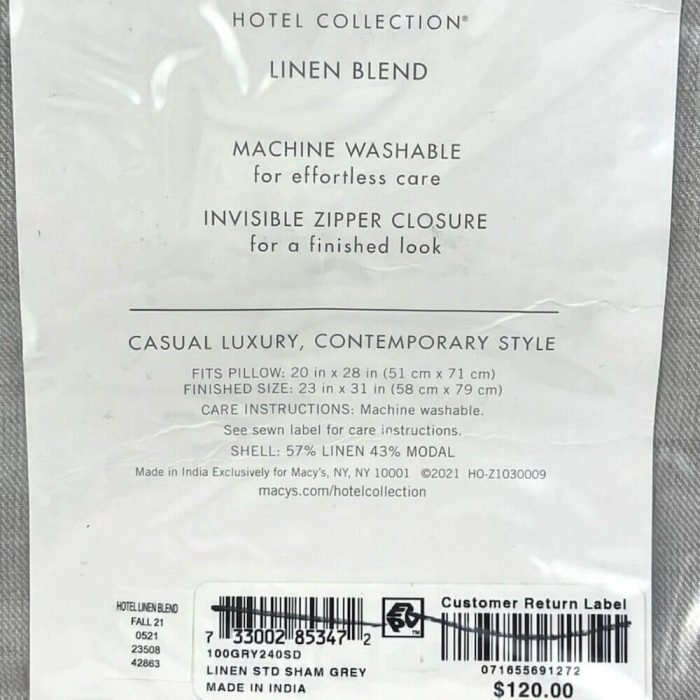 HOTEL COLLECTION®
LINEN BLEND
MACHINE WASHABLE
for effortless care
INVISIBLE ZIPPER CLOSURE
for a finished look
CASUAL LUXURY, CONTEMPORARY STYLE
FITS PILLOW: 20 in x 28 in (51 cm x 71 cm)
FINISHED SIZE: 23 in x 31 in (58 cm x 79 cm)
CARE INSTRUCTIONS: Machine washable.
See sewn label for care instructions.
SHELL: 57% LINEN 43% MODAL
Made in India Exclusively for Macy's, NY, NY 10001 ©2021 HO-Z1030009
macys.com/hotelcollection
HOTEL LINEN BLEND
FALL 21
0521
23508
42863
7 33002 85347 2
100GRY240SD
LINEN STD SHAM GREY
MADE IN INDIA
Customer Return Label
071655691272
$120.00